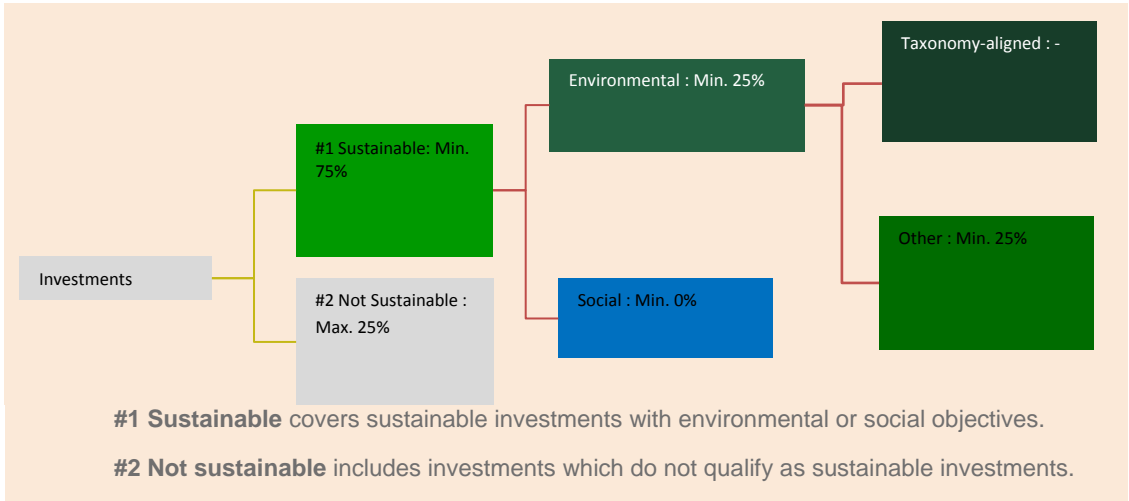 Taxonomy-aligned : -
Environmental : Min. 25%
#1 Sustainable: Min.
75%
Other : Min. 25%
Investments
#2 Not Sustainable :
Max. 25%
Social : Min. 0%
#1 Sustainable covers sustainable investments with environmental or social objectives.
#2 Not sustainable includes investments which do not qualify as sustainable investments.